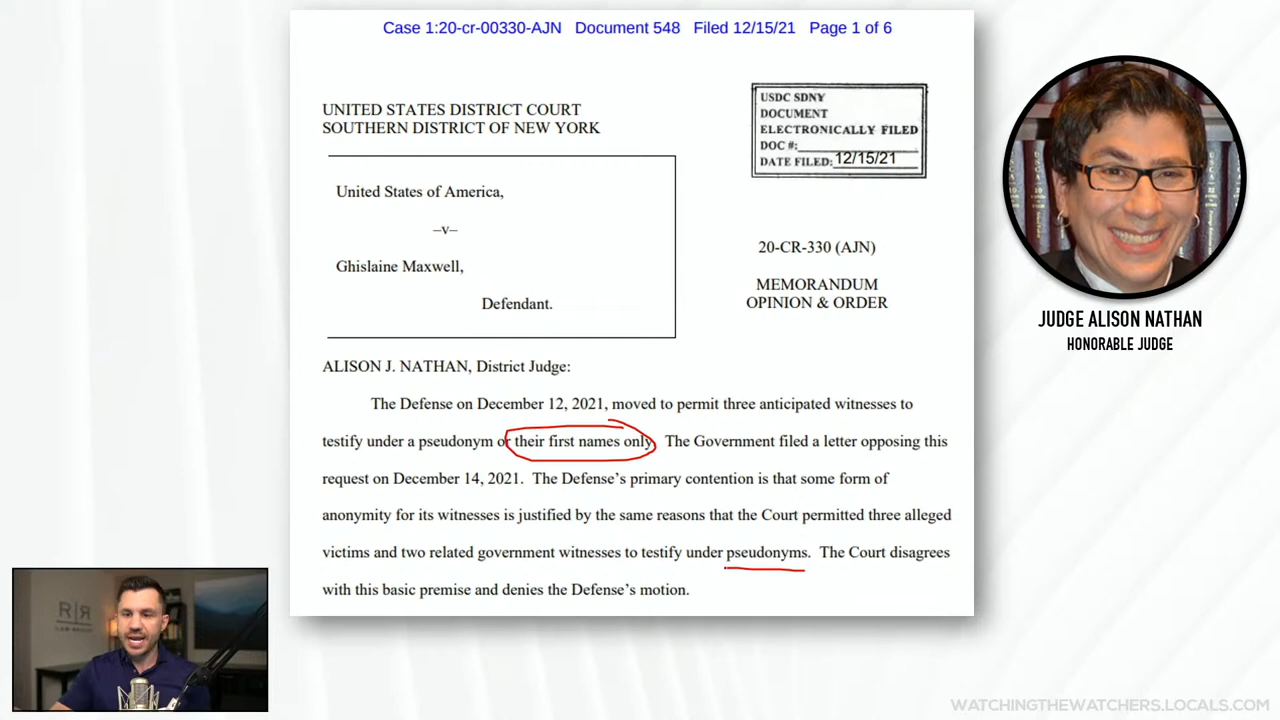 Case 1:20-cr-00330-AJN Document 548 Filed 12/15/21 Page 1 of 6
UNITED STATES DISTRICT COURT
SOUTHERN DISTRICT OF NEW YORK
USDC SDNY
DOCUMENT
ELECTRONICALLY FILED
DOC #:
DATE FILED: 12/15/21
United States of America,
–v–
Ghislaine Maxwell,
Defendant.
20-CR-330 (AJN)
MEMORANDUM
OPINION & ORDER
ALISON J. NATHAN, District Judge:
The Defense on December 12, 2021, moved to permit three anticipated witnesses to
testify under a pseudonym or their first names only. The Government filed a letter opposing this
request on December 14, 2021. The Defense’s primary contention is that some form of
anonymity for its witnesses is justified by the same reasons that the Court permitted three alleged
victims and two related government witnesses to testify under pseudonyms. The Court disagrees
with this basic premise and denies the Defense’s motion.
JUDGE ALISON NATHAN
HONORABLE JUDGE
R|R
WATCHINGTHEWATCHERS.LOCALS.COM